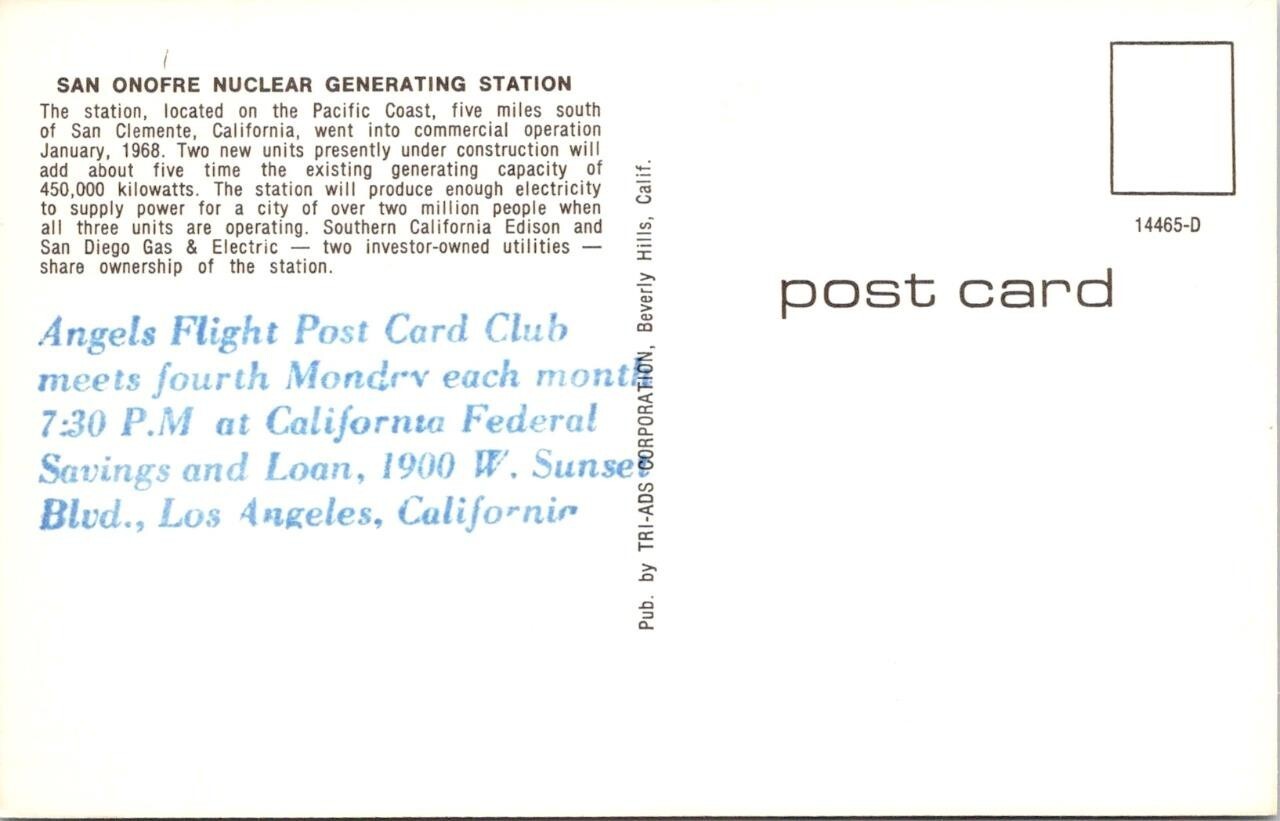 SAN ONOFRE NUCLEAR GENERATING STATION
The station, located on the Pacific Coast, five miles south
of San Clemente, California, went into commercial operation
January, 1968. Two new units presently under construction will
add about five time the existing generating capacity of
450,000 kilowatts. The station will produce enough electricity
to supply power for a city of over two million people when
all three units are operating. Southern California Edison and
San Diego Gas & Electric — two investor-owned utilities —
share ownership of the station.
Angels Flight Post Card Club
meets fourth Monday each month
7:30 P.M at California Federal
Savings and Loan, 1900 W. Sunset
Blvd., Los Angeles, California
Pub. by TRI-ADS CORPORATION, Beverly Hills, Calif.
14465-D
post card